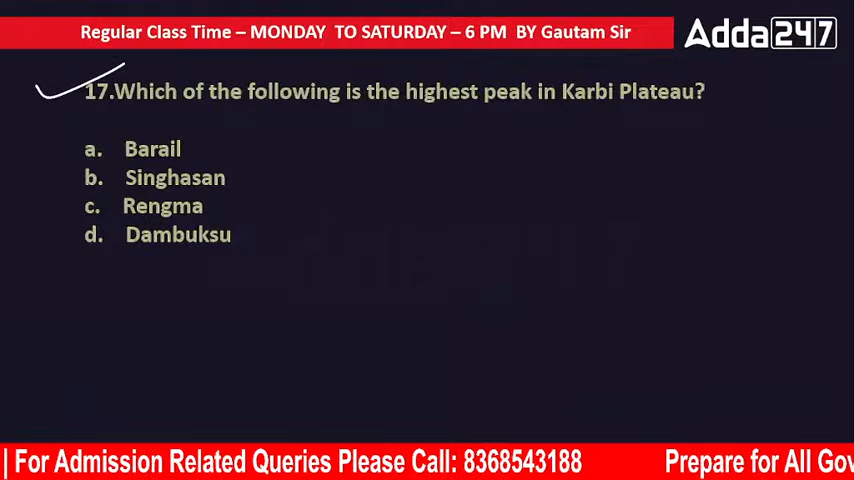 Regular Class Time – MONDAY TO SATURDAY – 6 PM BY Gautam Sir
Adda247
17.Which of the following is the highest peak in Karbi Plateau?
a. Barail
b. Singhasan
c. Rengma
d. Dambuksu
| For Admission Related Queries Please Call: 8368543188 Prepare for All Gov